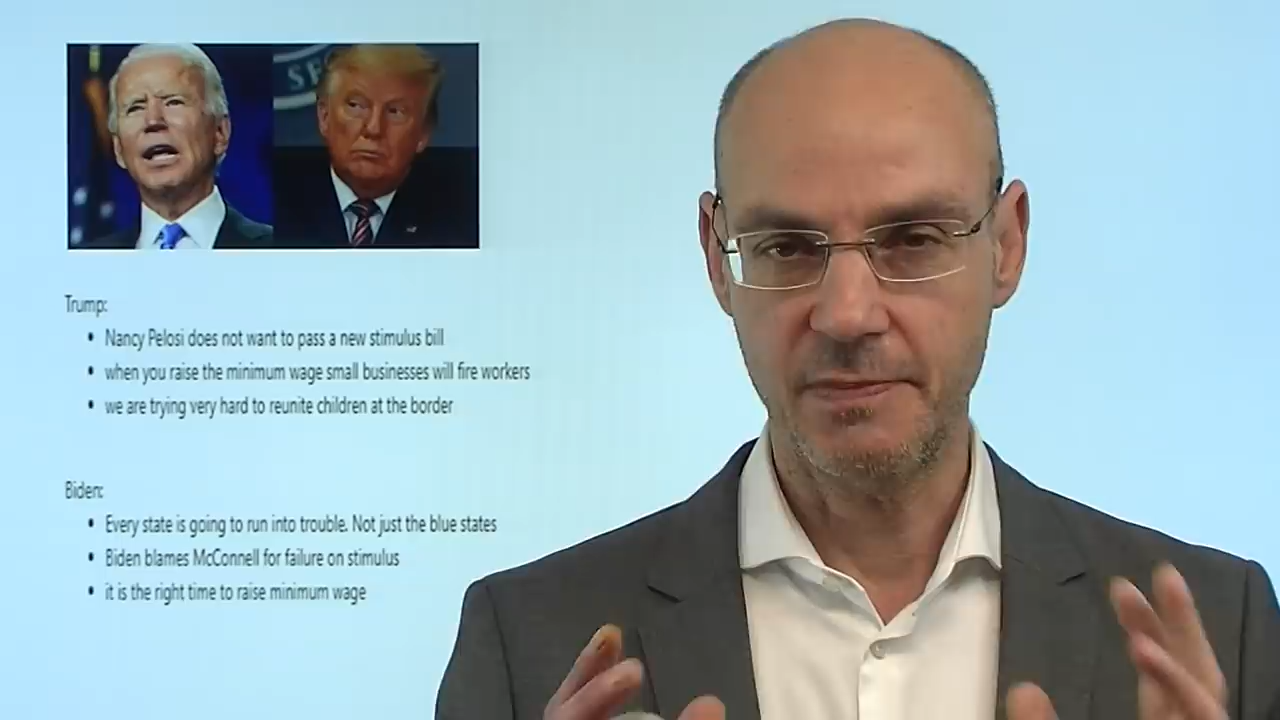 SE
Trump:
• Nancy Pelosi does not want to pass a new stimulus bill
• when you raise the minimum wage small businesses will fire workers
• we are trying very hard to reunite children at the border
Biden:
• Every state is going to run into trouble. Not just the blue states
• Biden blames McConnell for failure on stimulus
• it is the right time to raise minimum wage